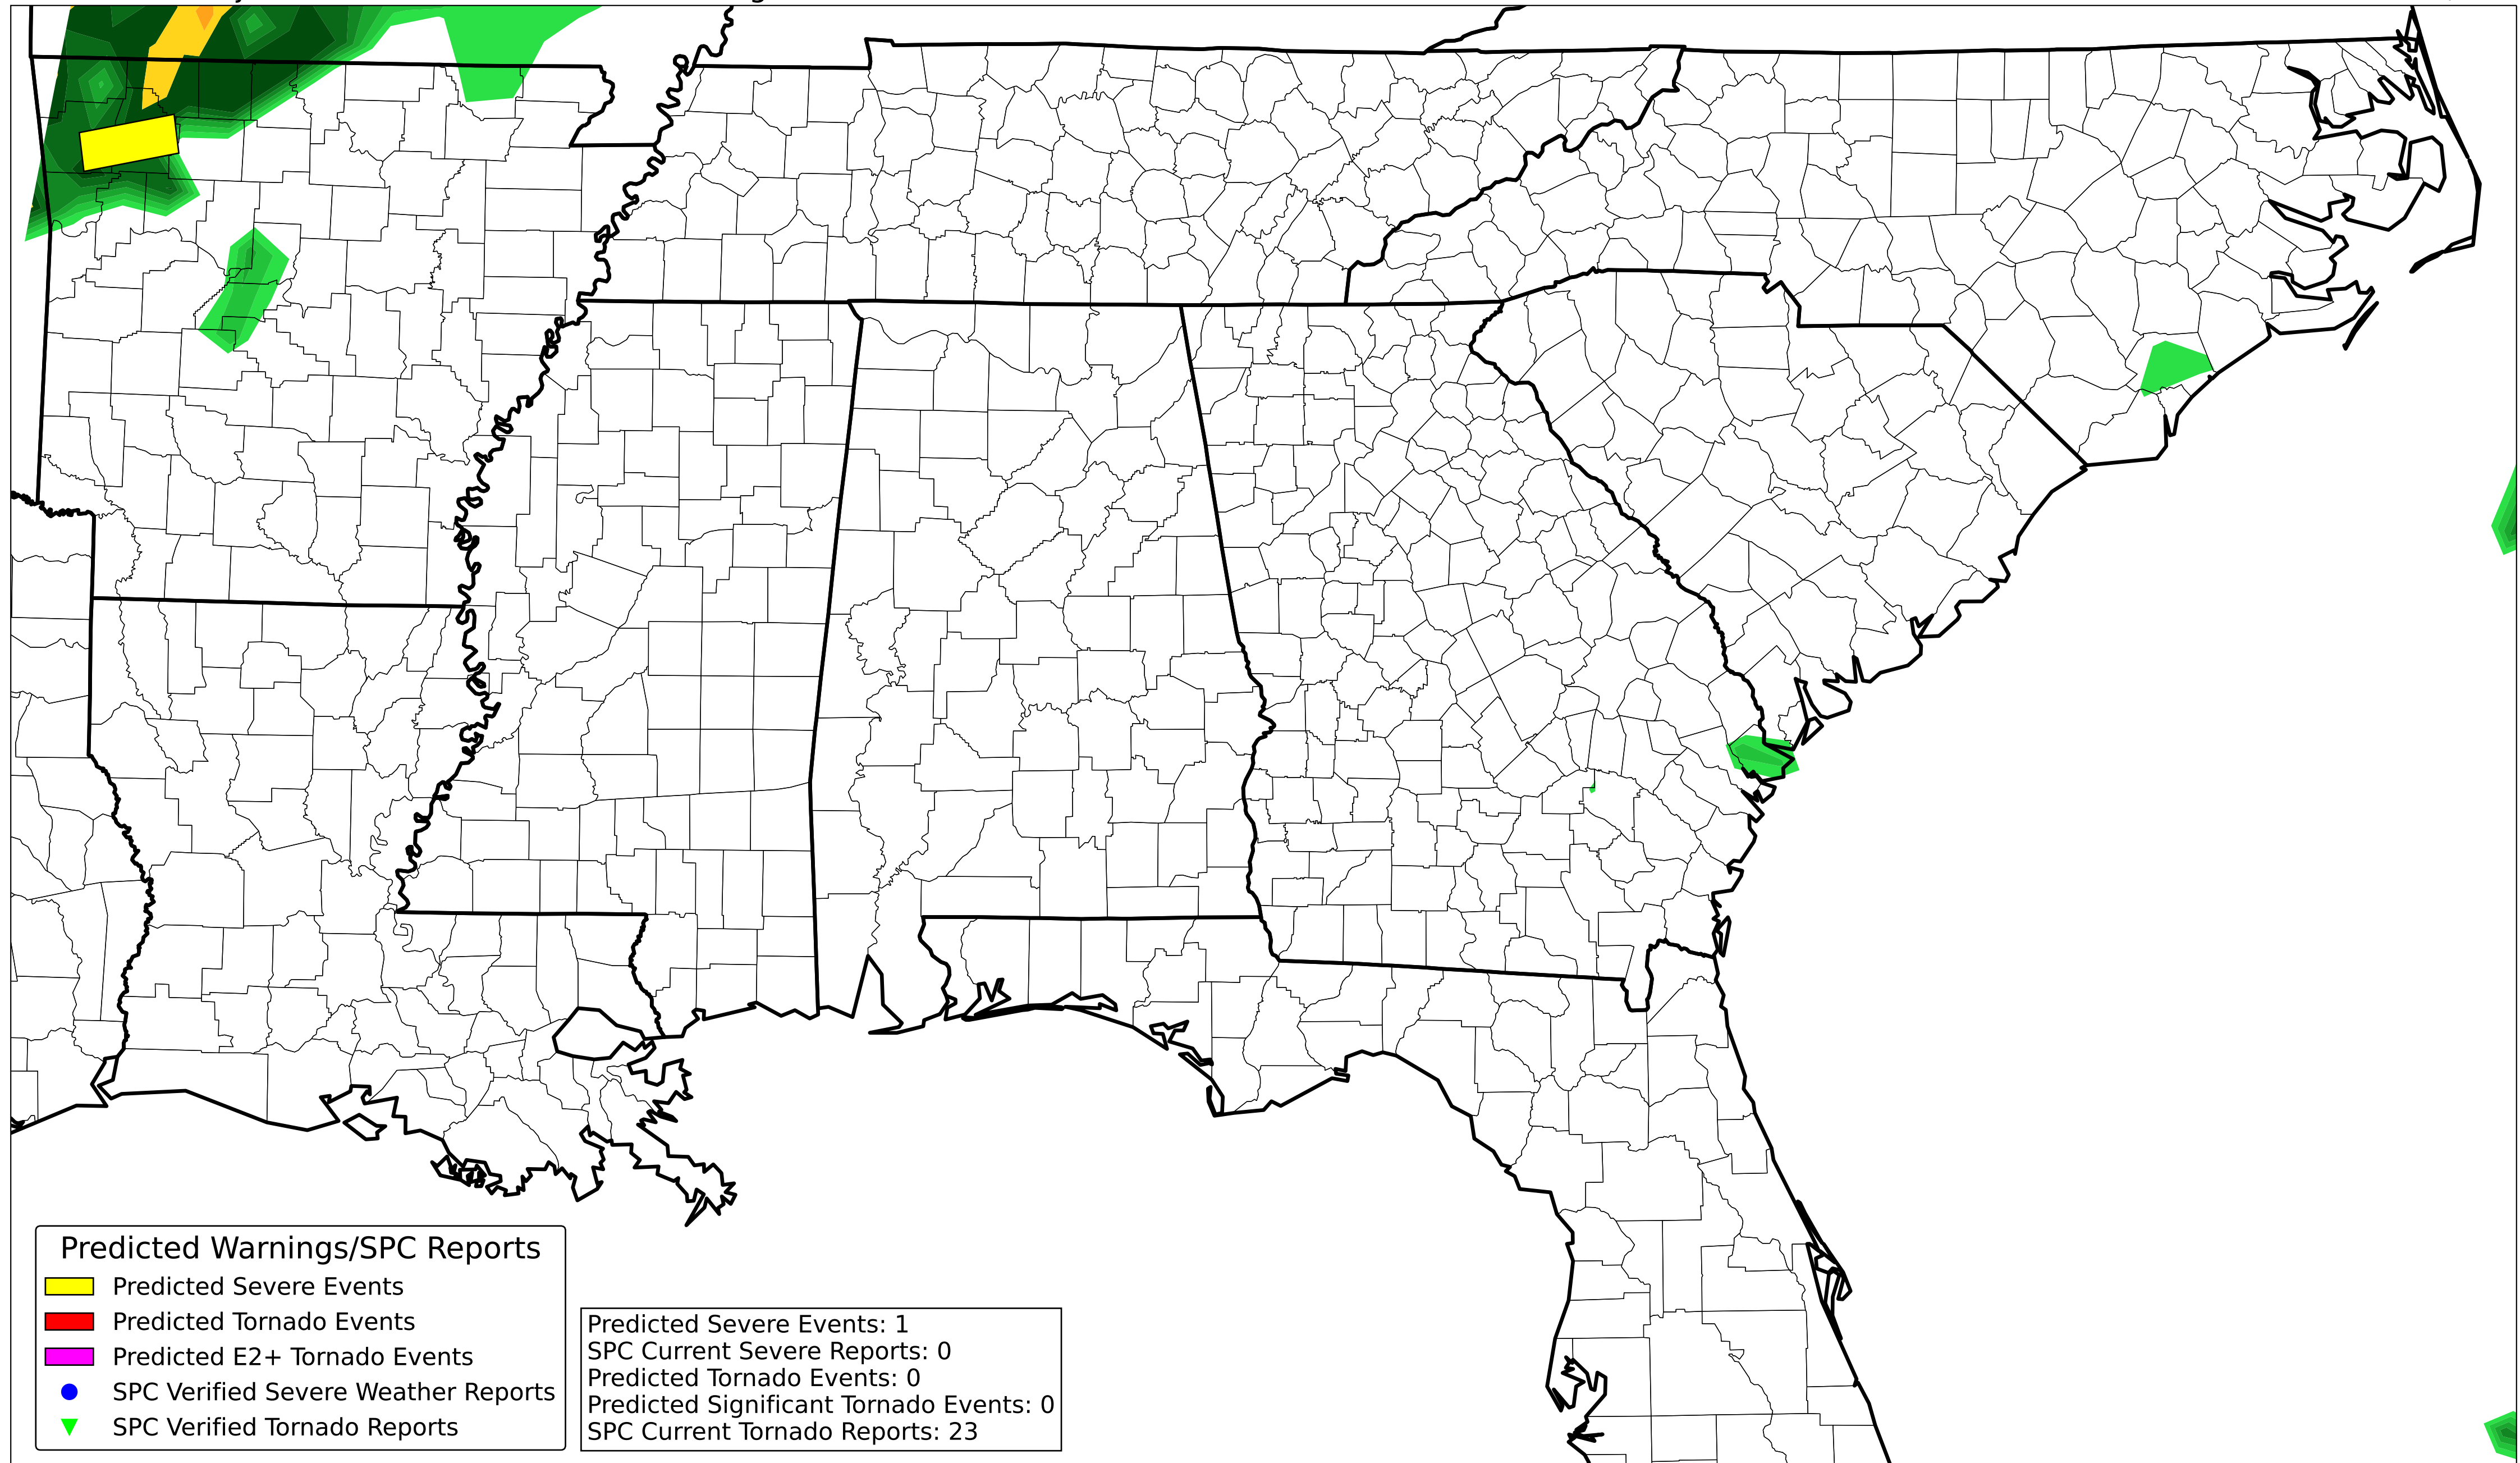 Predicted Warnings/SPC Reports
Predicted Severe Events
Predicted Tornado Events
Predicted E2+ Tornado Events
SPC Verified Severe Weather Reports
SPC Verified Tornado Reports
Predicted Severe Events: 1
SPC Current Severe Reports: 0
Predicted Tornado Events: 0
Predicted Significant Tornado Events: 0
SPC Current Tornado Reports: 23